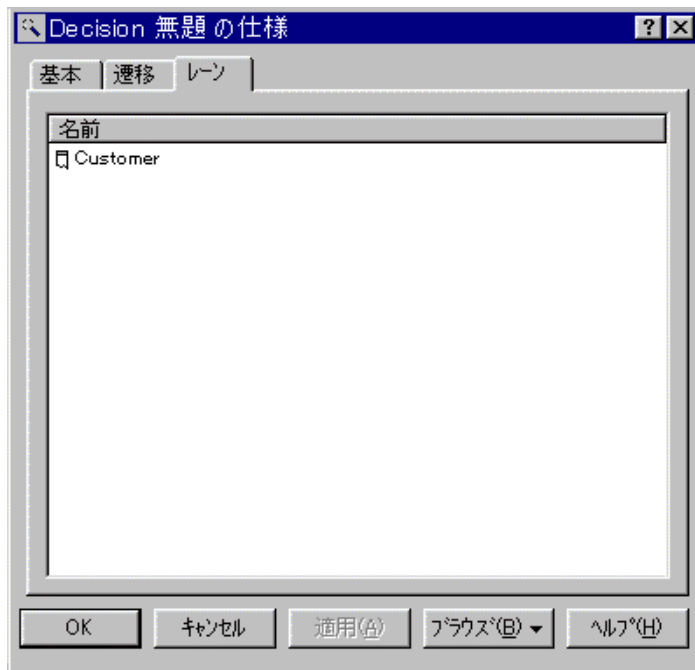 Decision 無題 の仕様
基本 遷移 ﾚｰﾝ
名前
Customer
OK ｷｬﾝｾﾙ 適用(A) ﾌﾞﾗｳｽﾞ(B) ﾍﾙﾌﾟ(H)